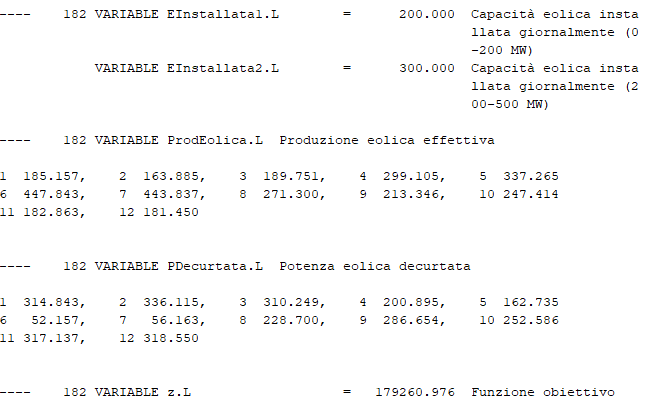 ----    182 VARIABLE EInstallata1.L        =      200.000  Capacità eolica insta
                                                           llata giornalmente (0
                                                           -200 MW)
            VARIABLE EInstallata2.L        =      300.000  Capacità eolica insta
                                                           llata giornalmente (2
                                                           00-500 MW)
----    182 VARIABLE ProdEolica.L  Produzione eolica effettiva
1  185.157,    2  163.885,    3  189.751,    4  299.105,    5  337.265
6  447.843,    7  443.837,    8  271.300,    9  213.346,    10 247.414
11 182.863,    12 181.450
----    182 VARIABLE PDecurtata.L  Potenza eolica decurtata
1  314.843,    2  336.115,    3  310.249,    4  200.895,    5  162.735
6   52.157,    7   56.163,    8  228.700,    9  286.654,    10 252.586
11 317.137,    12 318.550
----    182 VARIABLE z.L                   =   179260.976  Funzione obiettivo